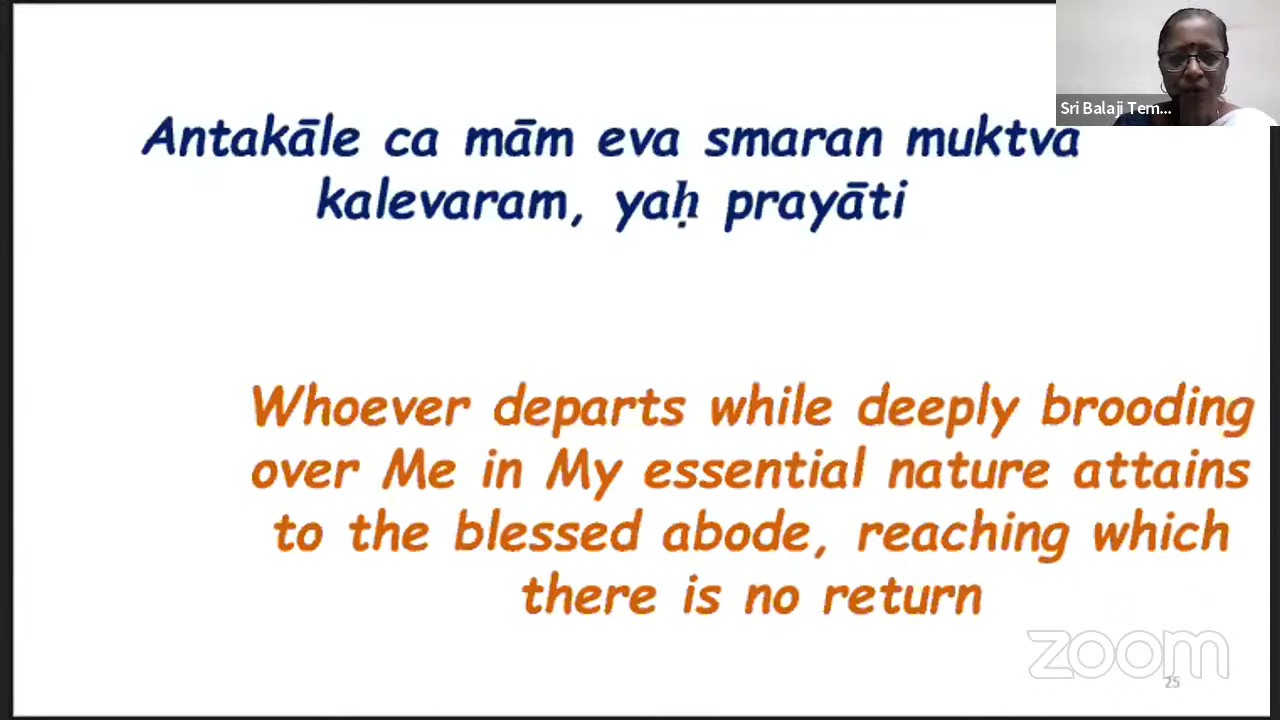 Sri Balaji Tem...
Antakāle ca mām eva smaran muktva
kalevaram, yaḥ prayāti
Whoever departs while deeply brooding
over Me in My essential nature attains
to the blessed abode, reaching which
there is no return
zoom
25